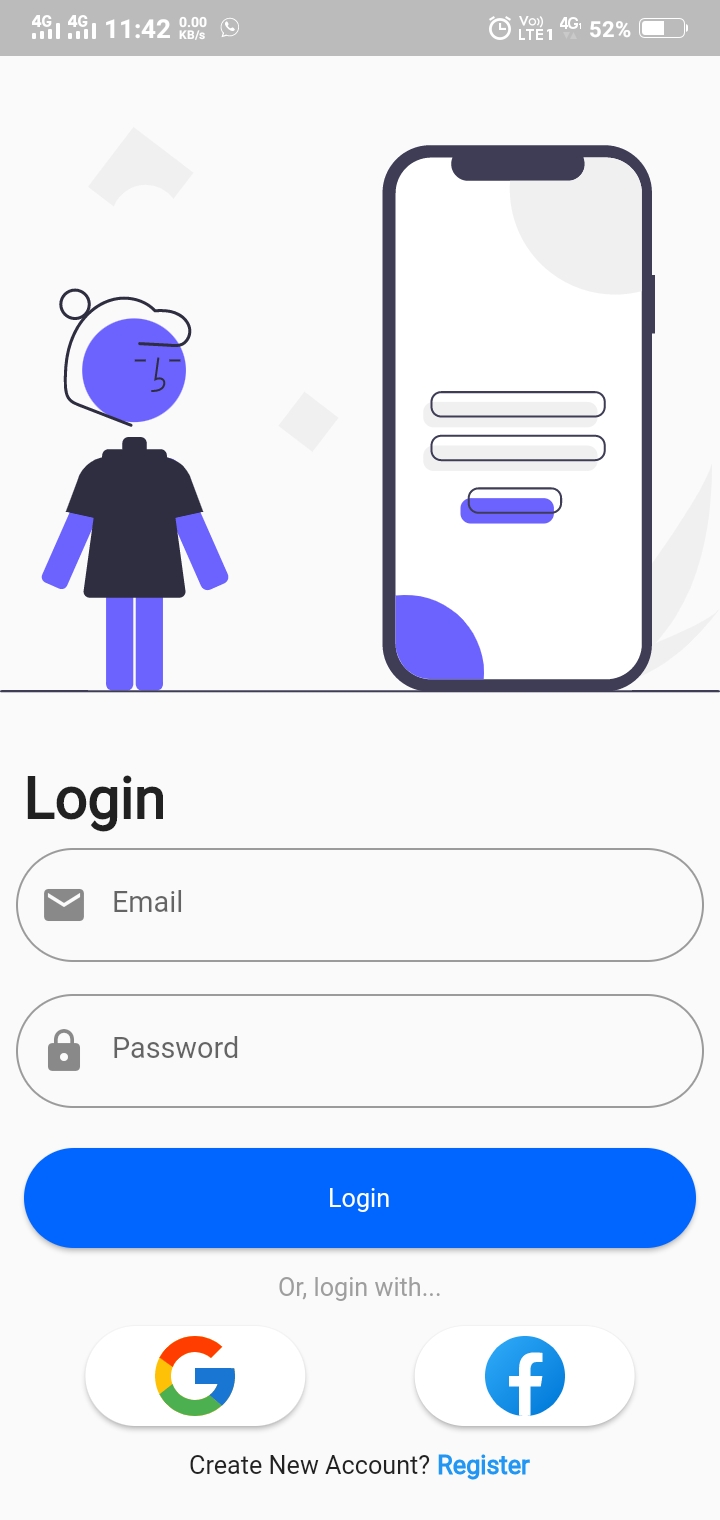 4G 4G 11:42 0.00 KB/s Vo)) LTE1 4G 52%
Login
Email
Password
Login
Or, login with...
Create New Account? Register